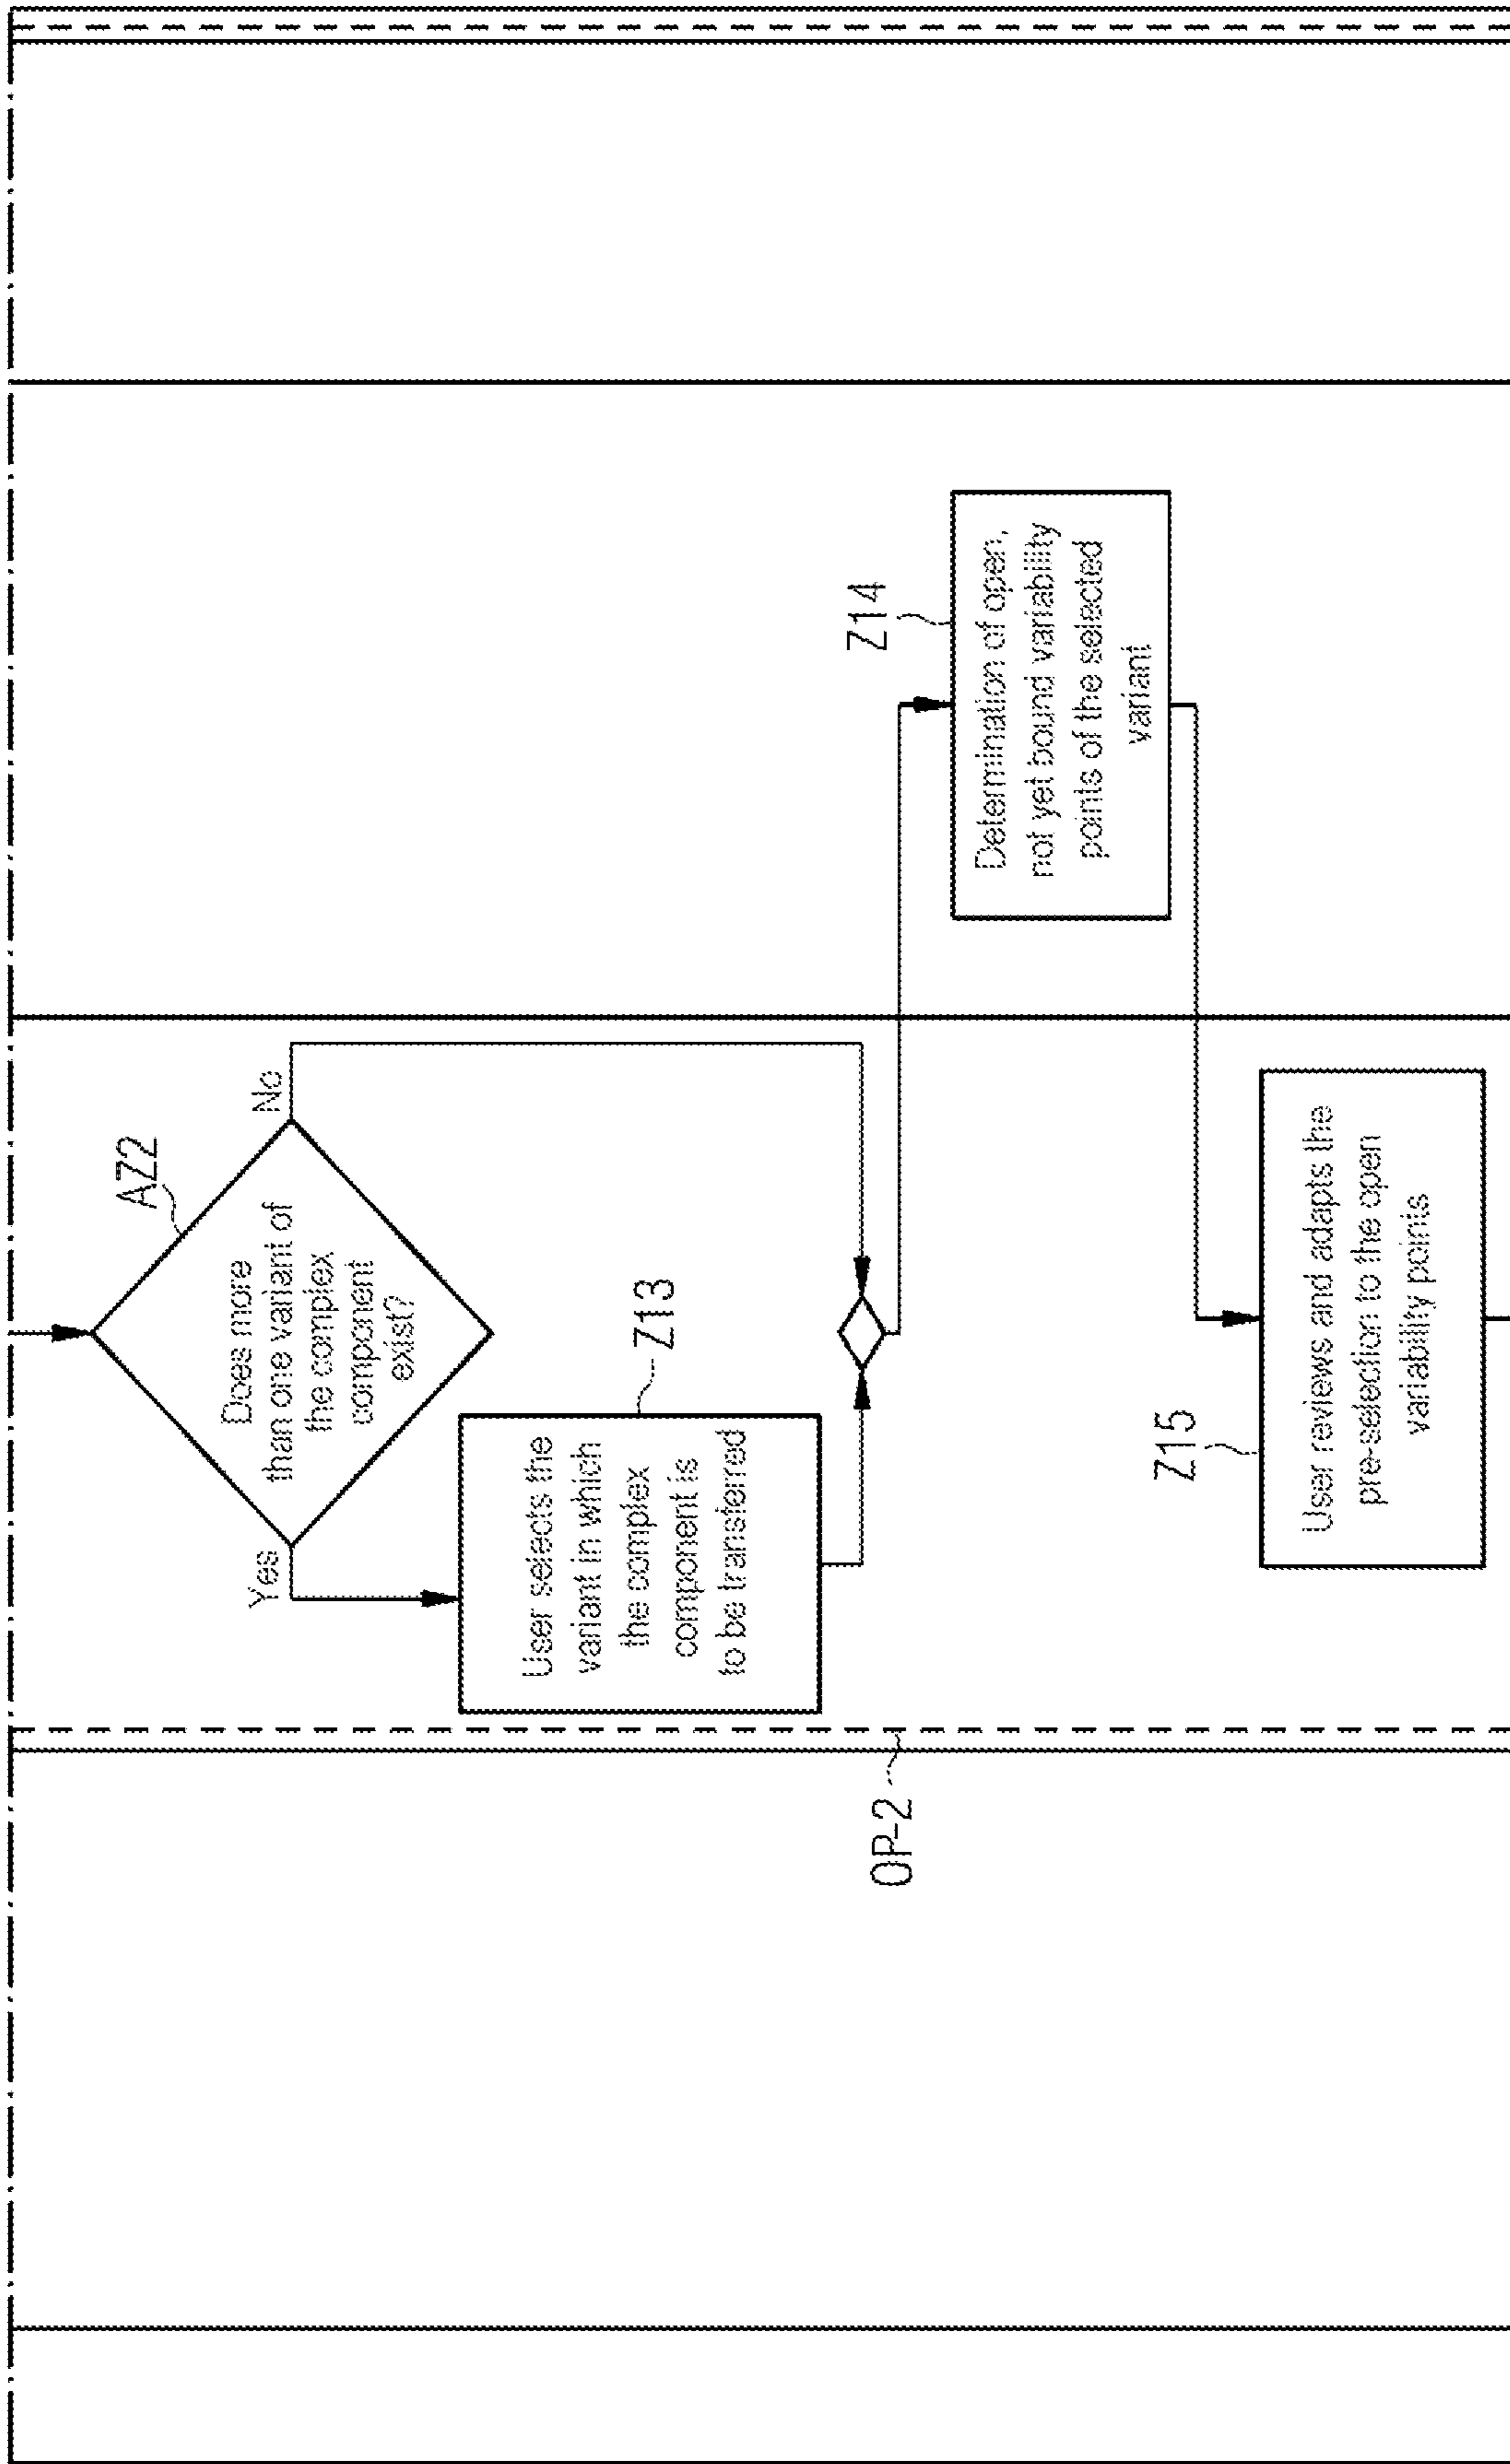 AZ2
Does more
than one variant of
the complex
component
exist?
Yes
No
User selects the
variant in which
the complex
component is
to be transferred
Z13
OP-2
Z14
Determination of open,
not yet bound variability
points of the selected
variant
Z15
User reviews and adapts the
pre-selection to the open
variability points